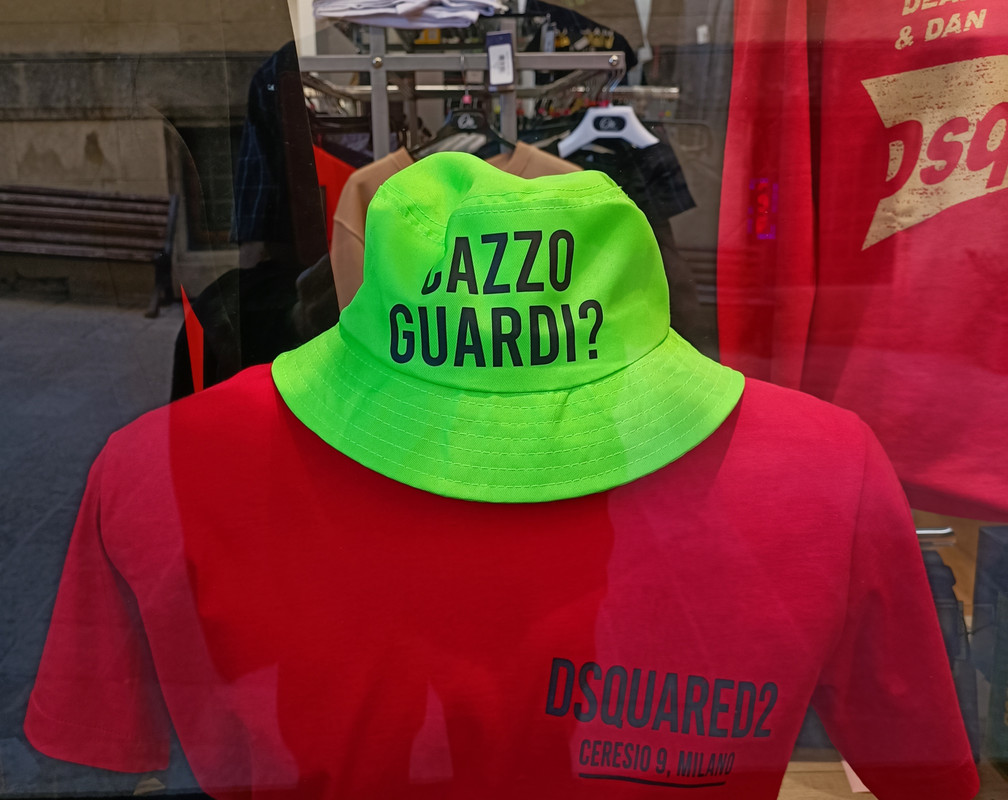 & DAN
CAZZO
GUARDI?
DSQUARED2
CERESIO 9, MILANO